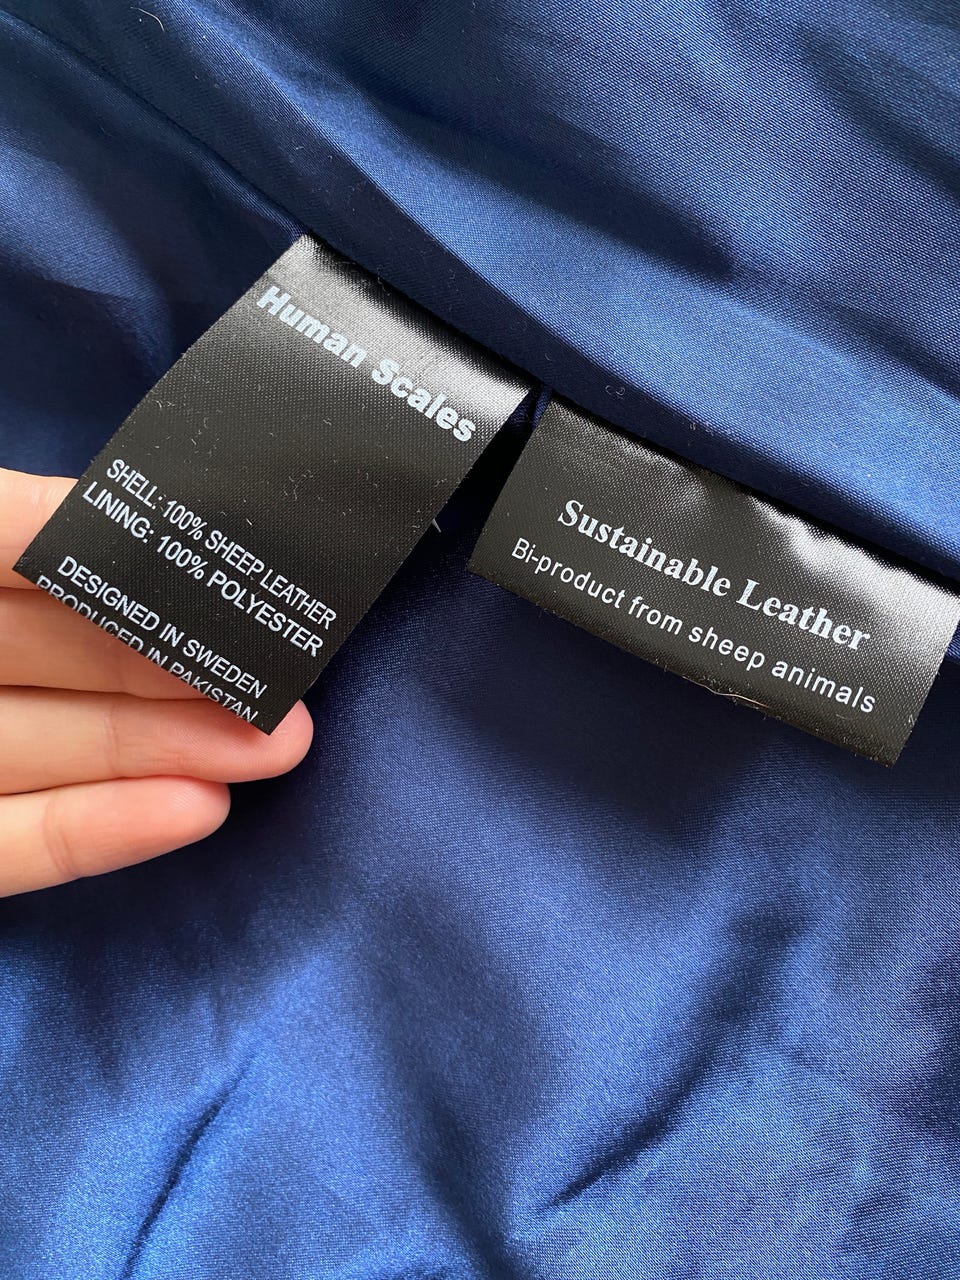 Human Scales
SHELL: 100% SHEEP LEATHER
LINING: 100% POLYESTER
DESIGNED IN SWEDEN
PRODUCED IN PAKISTAN
Sustainable Leather
Bi-product from sheep animals